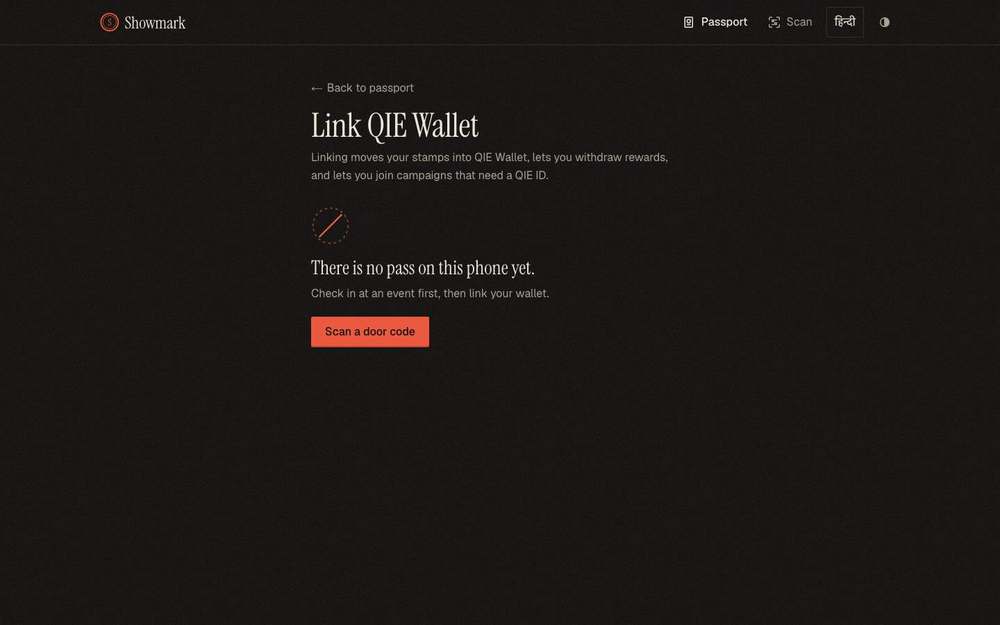 Showmark
Passport
Scan
हिन्दी
← Back to passport
Link QIE Wallet
Linking moves your stamps into QIE Wallet, lets you withdraw rewards,
and lets you join campaigns that need a QIE ID.
There is no pass on this phone yet.
Check in at an event first, then link your wallet.
Scan a door code